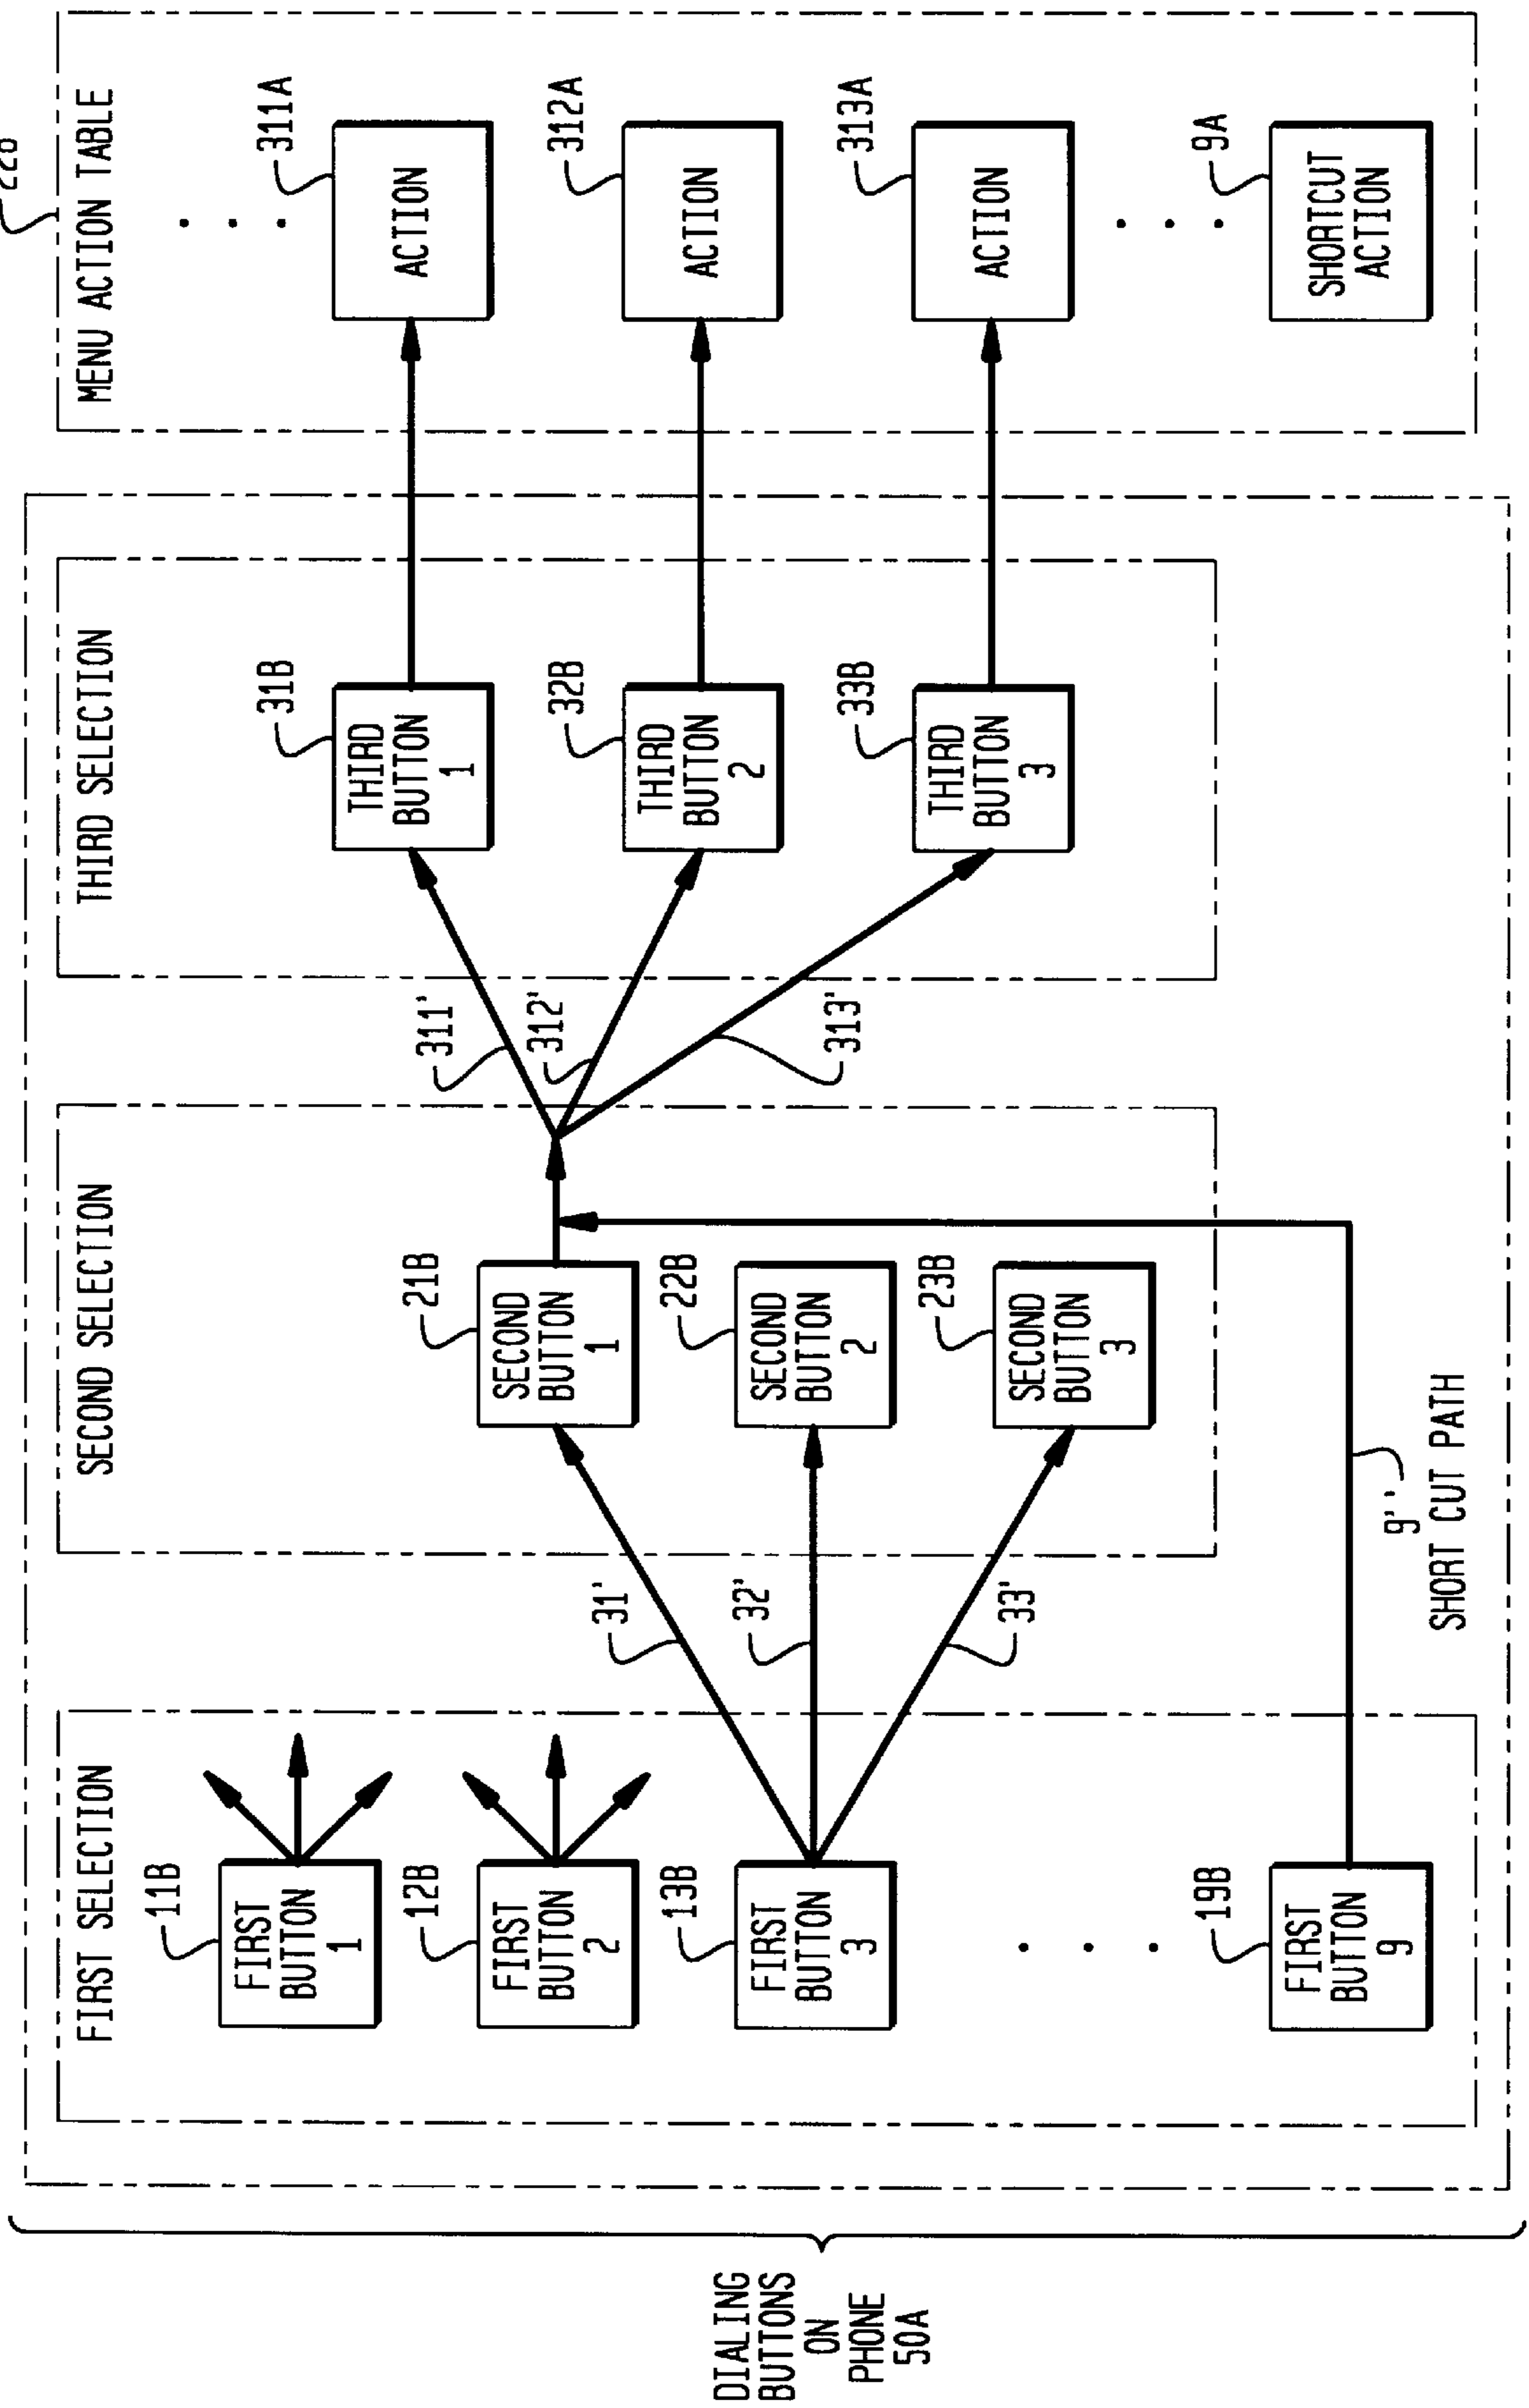 DIALING
BUTTONS
ON
PHONE
50A
FIRST SELECTION
11B
FIRST
BUTTON
1
12B
FIRST
BUTTON
2
13B
FIRST
BUTTON
3
19B
FIRST
BUTTON
9
31'
32'
33'
9''
SHORT CUT PATH
SECOND SELECTION
21B
SECOND
BUTTON
1
22B
SECOND
BUTTON
2
23B
SECOND
BUTTON
3
311'
312'
313'
THIRD SELECTION
31B
THIRD
BUTTON
1
32B
THIRD
BUTTON
2
33B
THIRD
BUTTON
3
MENU ACTION TABLE
311A
ACTION
312A
ACTION
313A
ACTION
9A
SHORTCUT
ACTION